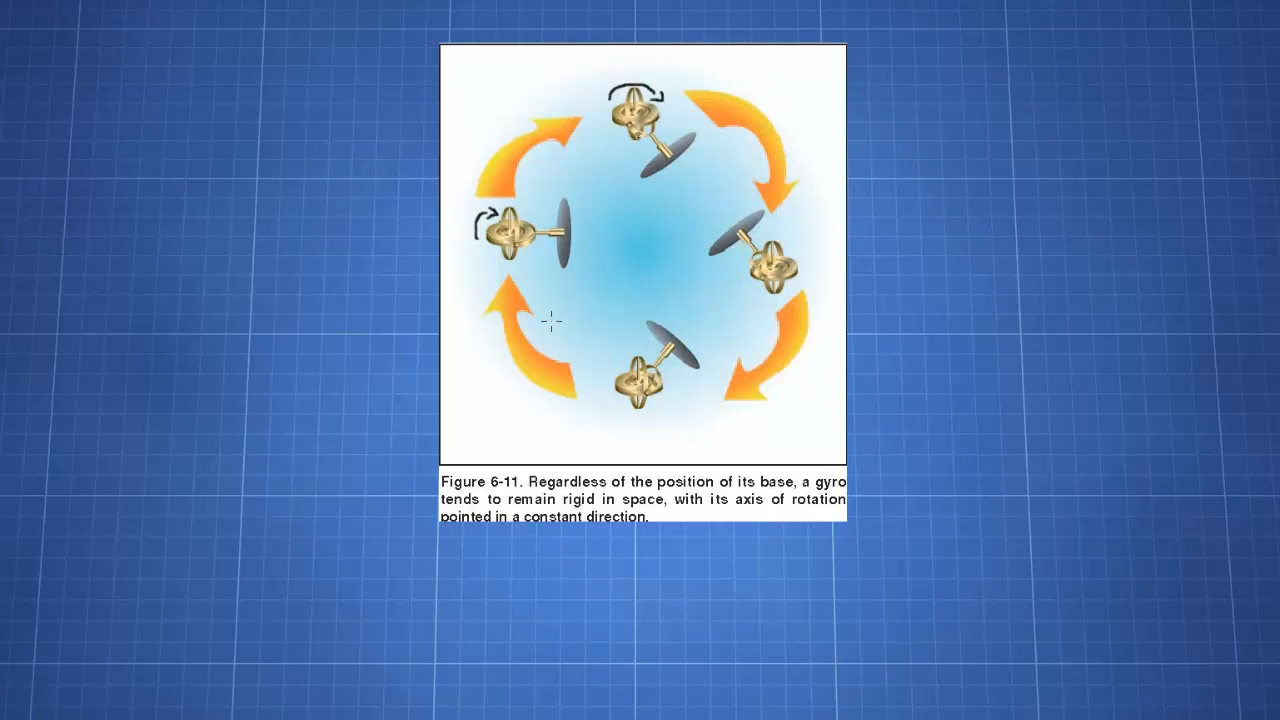 Figure 6-11. Regardless of the position of its base, a gyro
tends to remain rigid in space, with its axis of rotation
pointed in a constant direction.